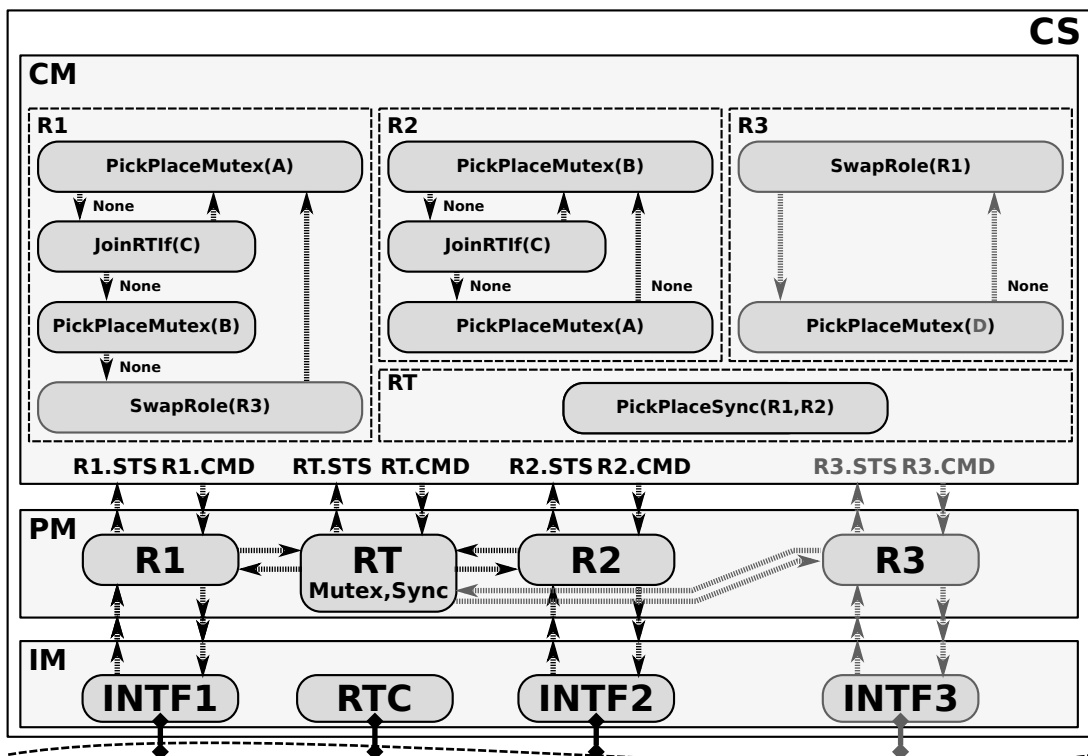 CS
CM
R1
PickPlaceMutex(A)
None
JoinRTIf(C)
None
PickPlaceMutex(B)
None
SwapRole(R3)
R2
PickPlaceMutex(B)
None
JoinRTIf(C)
None
None
PickPlaceMutex(A)
R3
SwapRole(R1)
None
PickPlaceMutex(D)
RT
PickPlaceSync(R1,R2)
R1.STS R1.CMD RT.STS RT.CMD R2.STS R2.CMD R3.STS R3.CMD
PM
R1
RT
Mutex,Sync
R2
R3
IM
INTF1
RTC
INTF2
INTF3